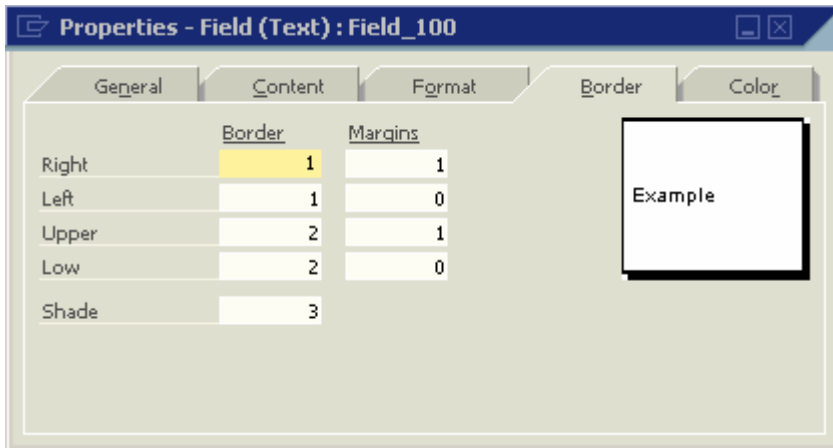 Properties - Field (Text) : Field_100
General Content Format Border Color
Border Margins
Right 1 1
Left 1 0
Upper 2 1
Low 2 0
Shade 3
Example